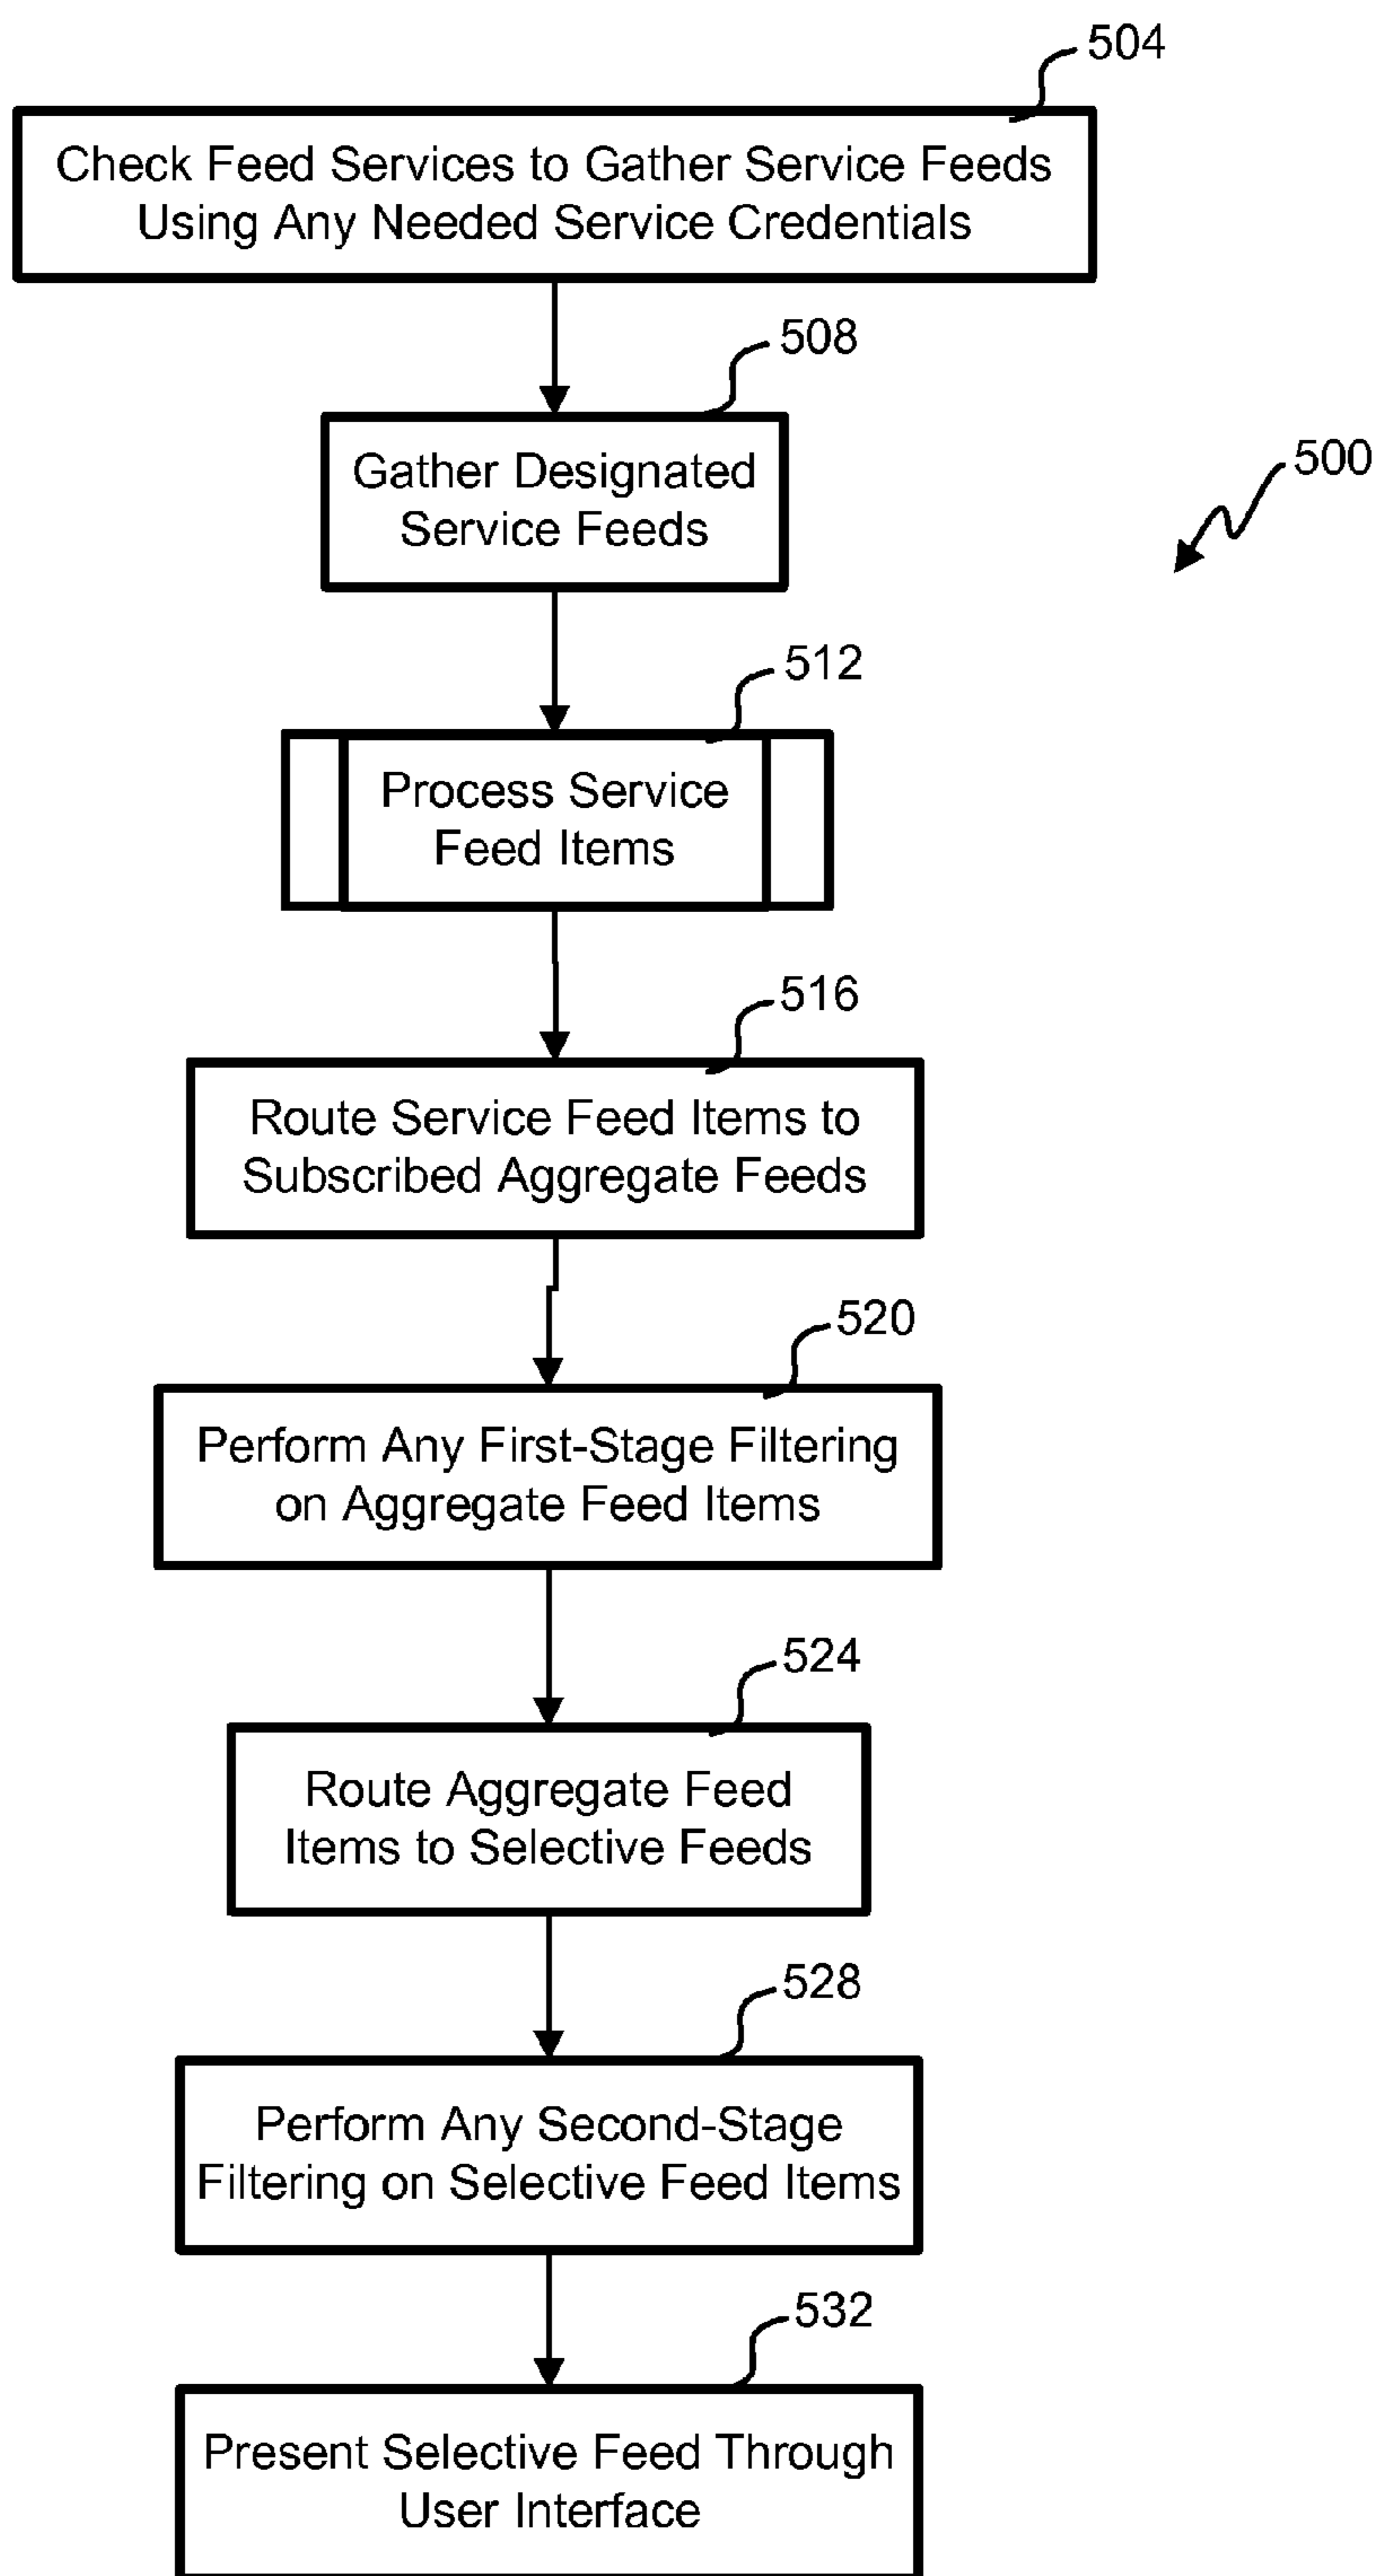 504
Check Feed Services to Gather Service Feeds
Using Any Needed Service Credentials
508
Gather Designated
Service Feeds
500
512
Process Service
Feed Items
516
Route Service Feed Items to
Subscribed Aggregate Feeds
520
Perform Any First-Stage Filtering
on Aggregate Feed Items
524
Route Aggregate Feed
Items to Selective Feeds
528
Perform Any Second-Stage
Filtering on Selective Feed Items
532
Present Selective Feed Through
User Interface